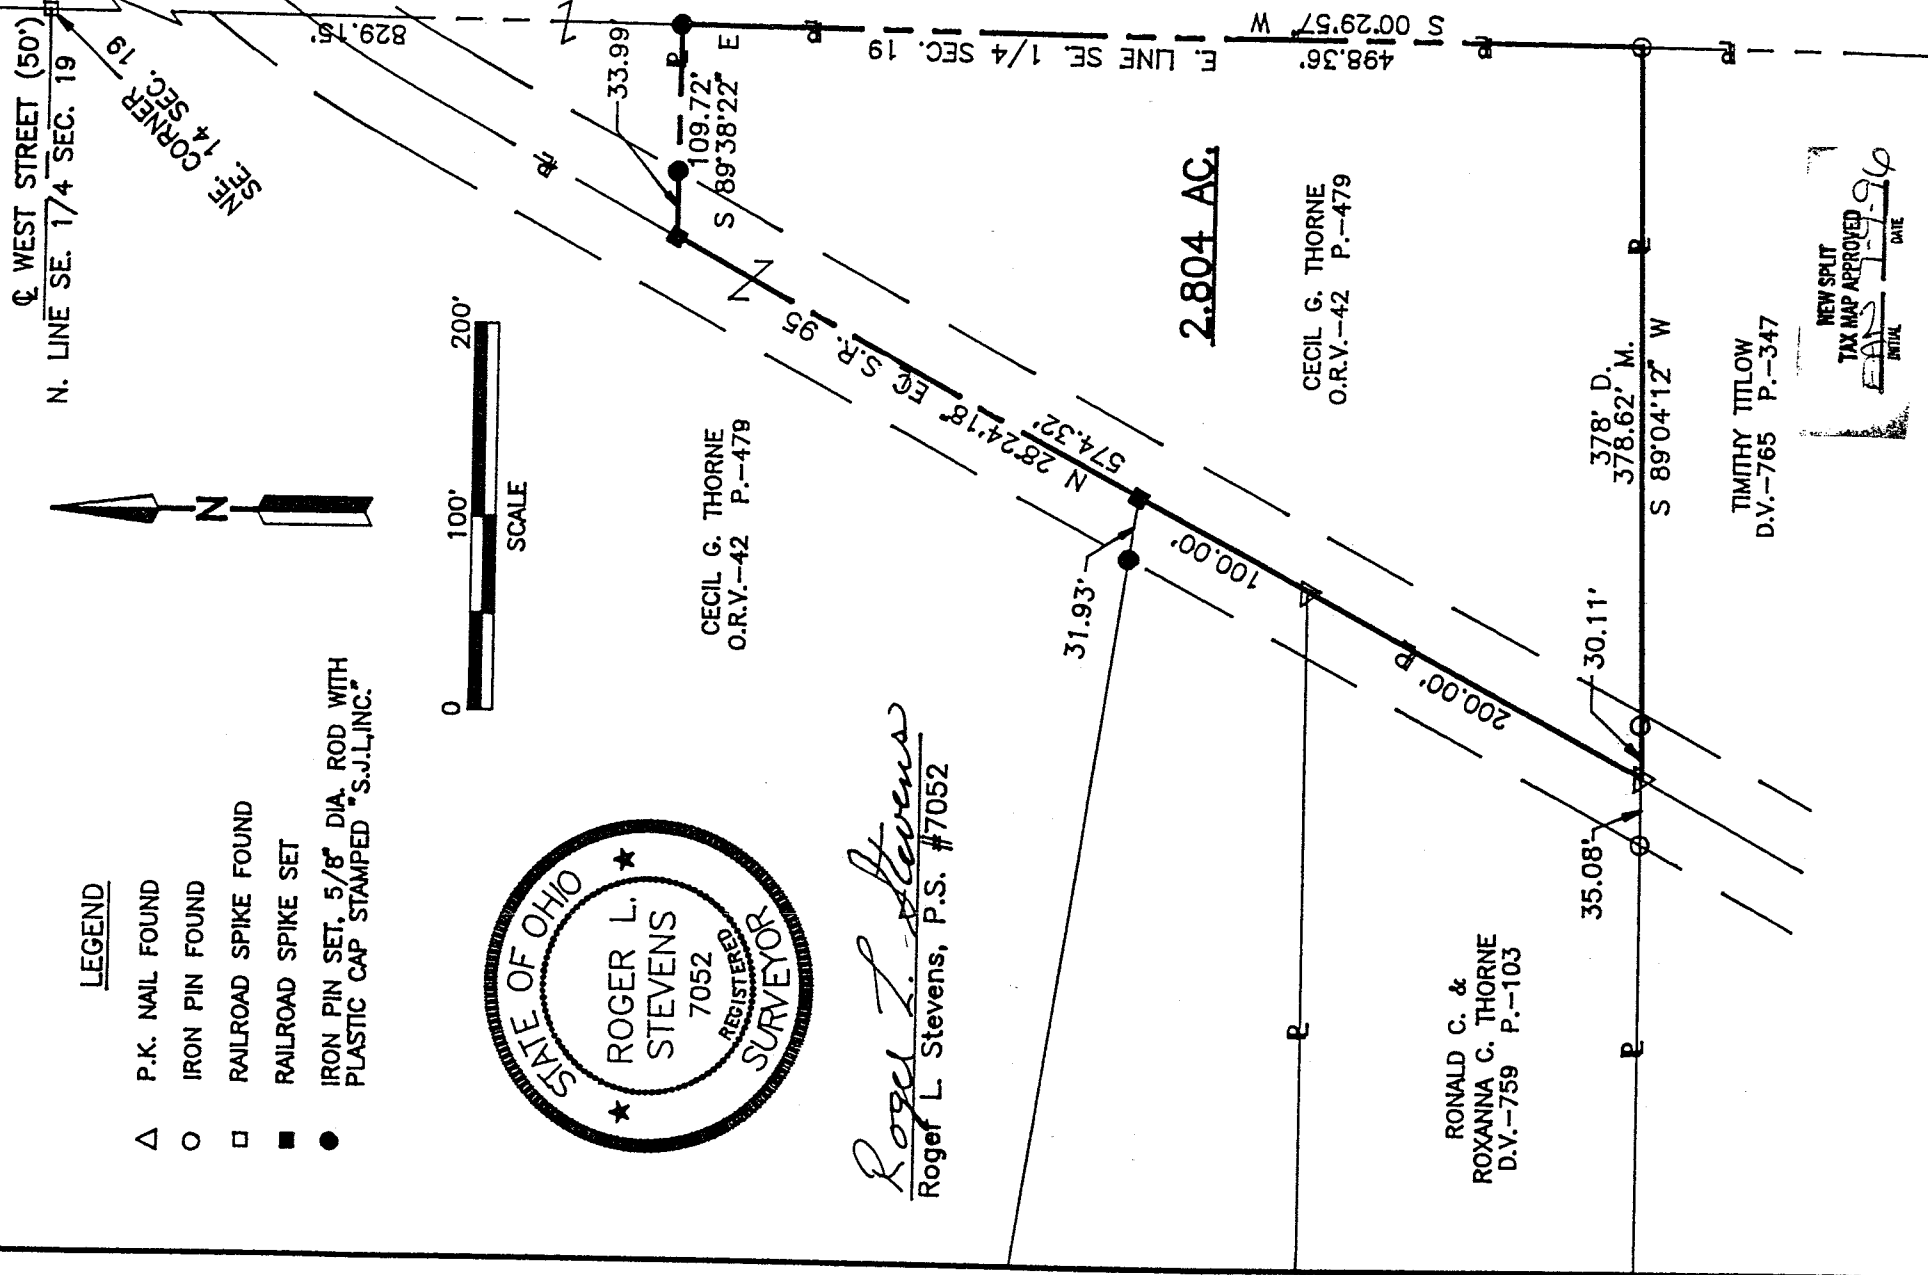 ℄ WEST STREET (50')
N. LINE SE. 1/4 SEC. 19
NE. CORNER
SE. 1/4 SEC. 19
829.15'
33.99'
109.72'
S 89°38'22" E
S 00°29'57" W
498.36'
E. LINE SE 1/4 SEC. 19
LEGEND
P.K. NAIL FOUND
IRON PIN FOUND
RAILROAD SPIKE FOUND
RAILROAD SPIKE SET
IRON PIN SET, 5/8" DIA. ROD WITH
PLASTIC CAP STAMPED "S.J.L,INC."
N
0 100' 200'
SCALE
STATE OF OHIO
ROGER L.
STEVENS
7052
REGISTERED
SURVEYOR
Roger L. Stevens
Roger L. Stevens, P.S. #7052
CECIL G. THORNE
O.R.V.-42 P.-479
EC ℄ S.R. 95
N 28°24'18" E
574.32'
2.804 AC.
CECIL G. THORNE
O.R.V.-42 P.-479
31.93'
100.00'
200.00'
30.11'
35.08'
378' D.
378.62' M.
S 89°04'12" W
RONALD C. &
ROXANNA C. THORNE
D.V.-759 P.-103
TIMITHY TITLOW
D.V.-765 P.-347
NEW SPLIT
TAX MAP APPROVED
INITIAL DATE